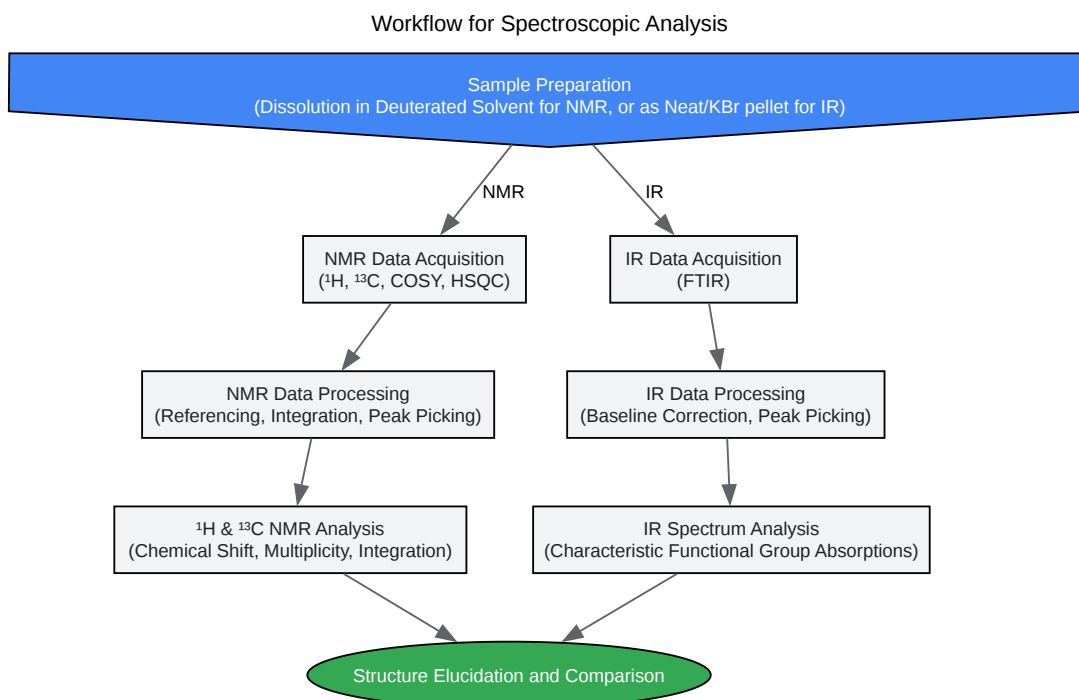 Workflow for Spectroscopic Analysis
Sample Preparation
(Dissolution in Deuterated Solvent for NMR, or as Neat/KBr pellet for IR)
NMR
IR
NMR Data Acquisition
(¹H, ¹³C, COSY, HSQC)
IR Data Acquisition
(FTIR)
NMR Data Processing
(Referencing, Integration, Peak Picking)
IR Data Processing
(Baseline Correction, Peak Picking)
¹H & ¹³C NMR Analysis
(Chemical Shift, Multiplicity, Integration)
IR Spectrum Analysis
(Characteristic Functional Group Absorptions)
Structure Elucidation and Comparison